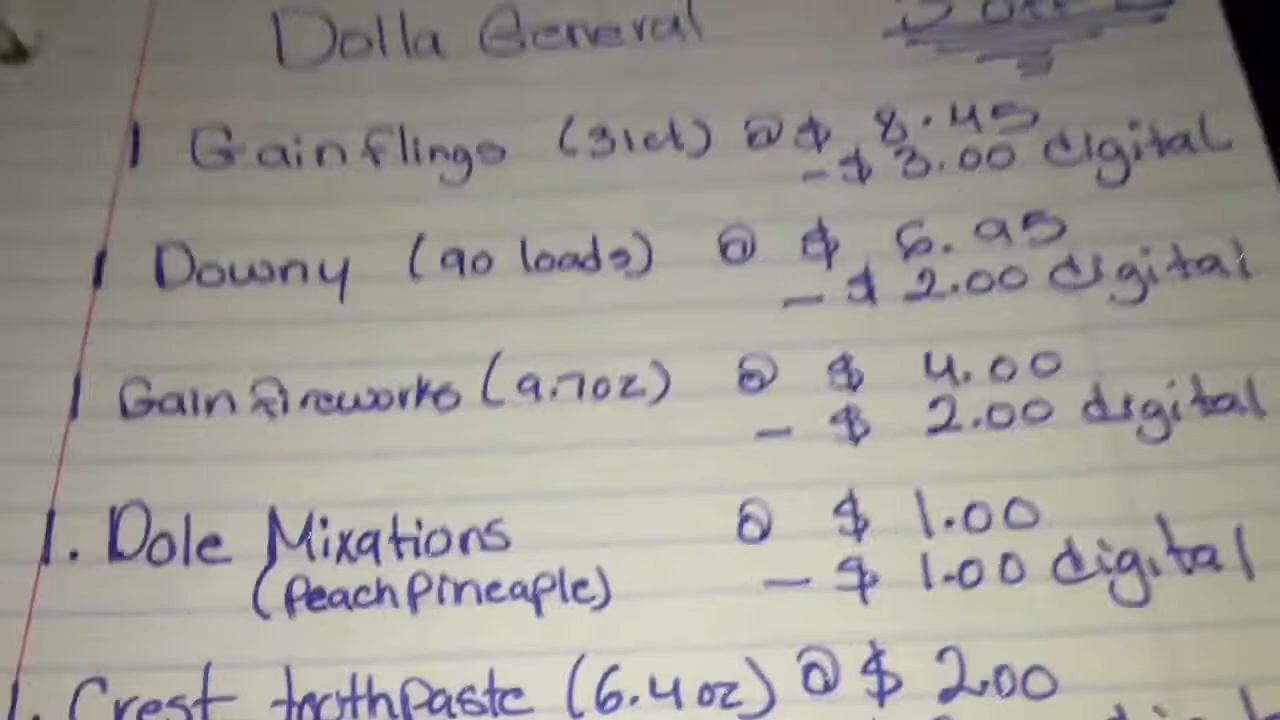 Dolla General
1 Gain flings (31ct) @ $ 8.45
- $ 3.00 digital
1 Downy (90 loads) @ $ 6.95
- $ 2.00 digital
1 Gain fireworks (9.7oz) @ $ 4.00
- $ 2.00 digital
1. Dole Mixations @ $ 1.00
(Peach Pineaple) - $ 1.00 digital
1. Crest toothpaste (6.4oz) @ $ 2.00